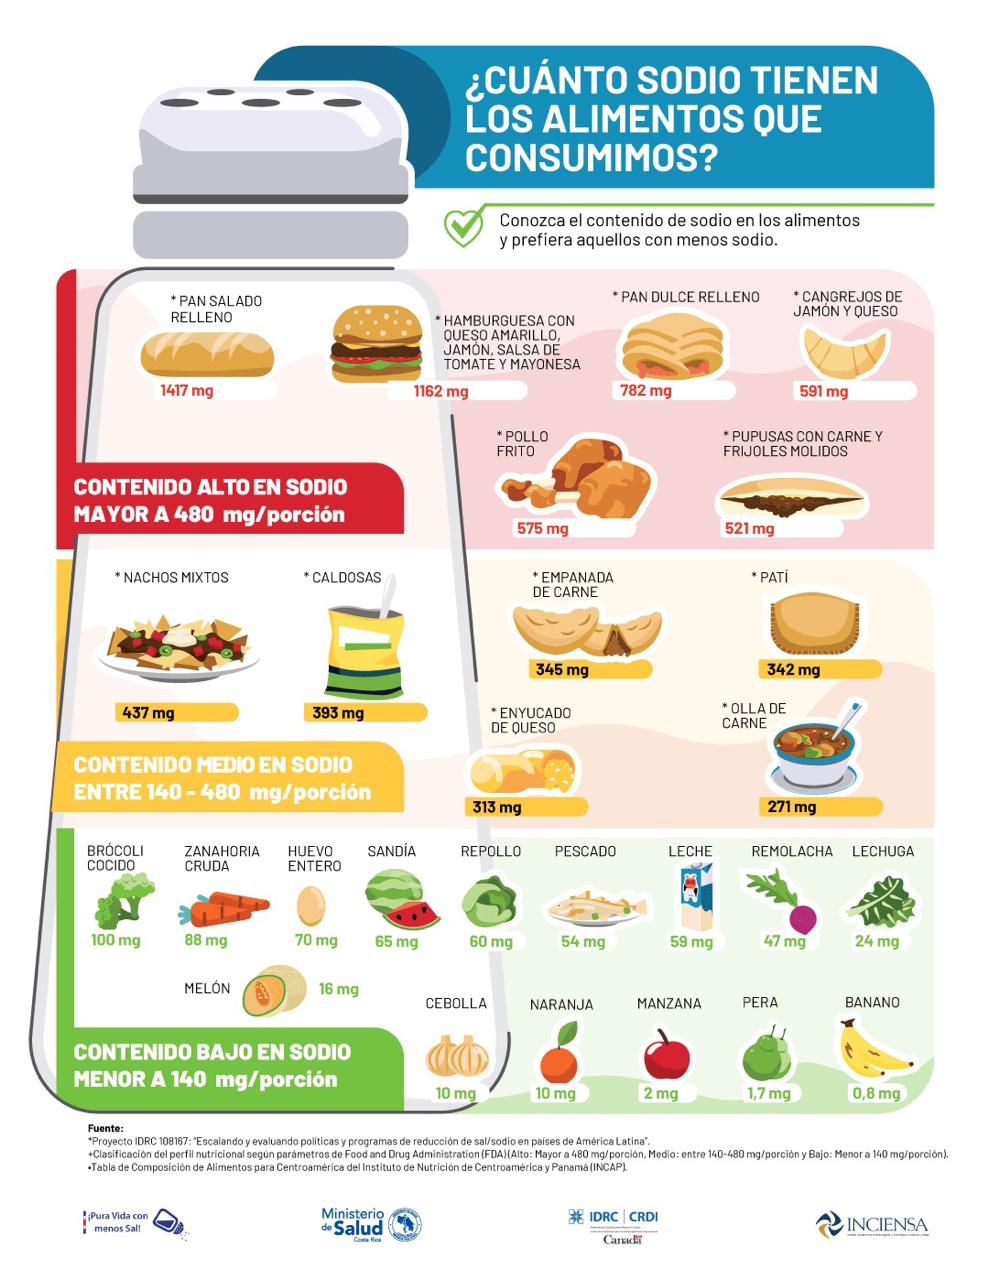 ¿CUÁNTO SODIO TIENEN
LOS ALIMENTOS QUE
CONSUMIMOS?
Conozca el contenido de sodio en los alimentos
y prefiera aquellos con menos sodio.
* PAN SALADO
RELLENO
1417 mg
* HAMBURGUESA CON
QUESO AMARILLO,
JAMÓN, SALSA DE
TOMATE Y MAYONESA
1162 mg
* PAN DULCE RELLENO
782 mg
* CANGREJOS DE
JAMÓN Y QUESO
591 mg
* POLLO
FRITO
575 mg
* PUPUSAS CON CARNE Y
FRIJOLES MOLIDOS
521 mg
CONTENIDO ALTO EN SODIO
MAYOR A 480 mg/porción
* NACHOS MIXTOS
437 mg
* CALDOSAS
393 mg
* EMPANADA
DE CARNE
345 mg
* PATÍ
342 mg
* ENYUCADO
DE QUESO
313 mg
* OLLA DE
CARNE
271 mg
CONTENIDO MEDIO EN SODIO
ENTRE 140 - 480 mg/porción
BRÓCOLI
COCIDO
100 mg
ZANAHORIA
CRUDA
88 mg
HUEVO
ENTERO
70 mg
SANDÍA
65 mg
REPOLLO
60 mg
PESCADO
54 mg
LECHE
59 mg
REMOLACHA
47 mg
LECHUGA
24 mg
MELÓN
16 mg
CEBOLLA
10 mg
NARANJA
10 mg
MANZANA
2 mg
PERA
1,7 mg
BANANO
0,8 mg
CONTENIDO BAJO EN SODIO
MENOR A 140 mg/porción
Fuente:
*Proyecto IDRC 108167: "Escalando y evaluando políticas y programas de reducción de sal/sodio en países de América Latina".
+Clasificación del perfil nutricional según parámetros de Food and Drug Administration (FDA) (Alto: Mayor a 480 mg/porción, Medio: entre 140-480 mg/porción y Bajo: Menor a 140 mg/porción).
•Tabla de Composición de Alimentos para Centroamérica del Instituto de Nutrición de Centroamérica y Panamá (INCAP).
¡Pura Vida con
menos Sal!
Ministerio
de Salud
Costa Rica
IDRC | CRDI
Canada
INCIENSA